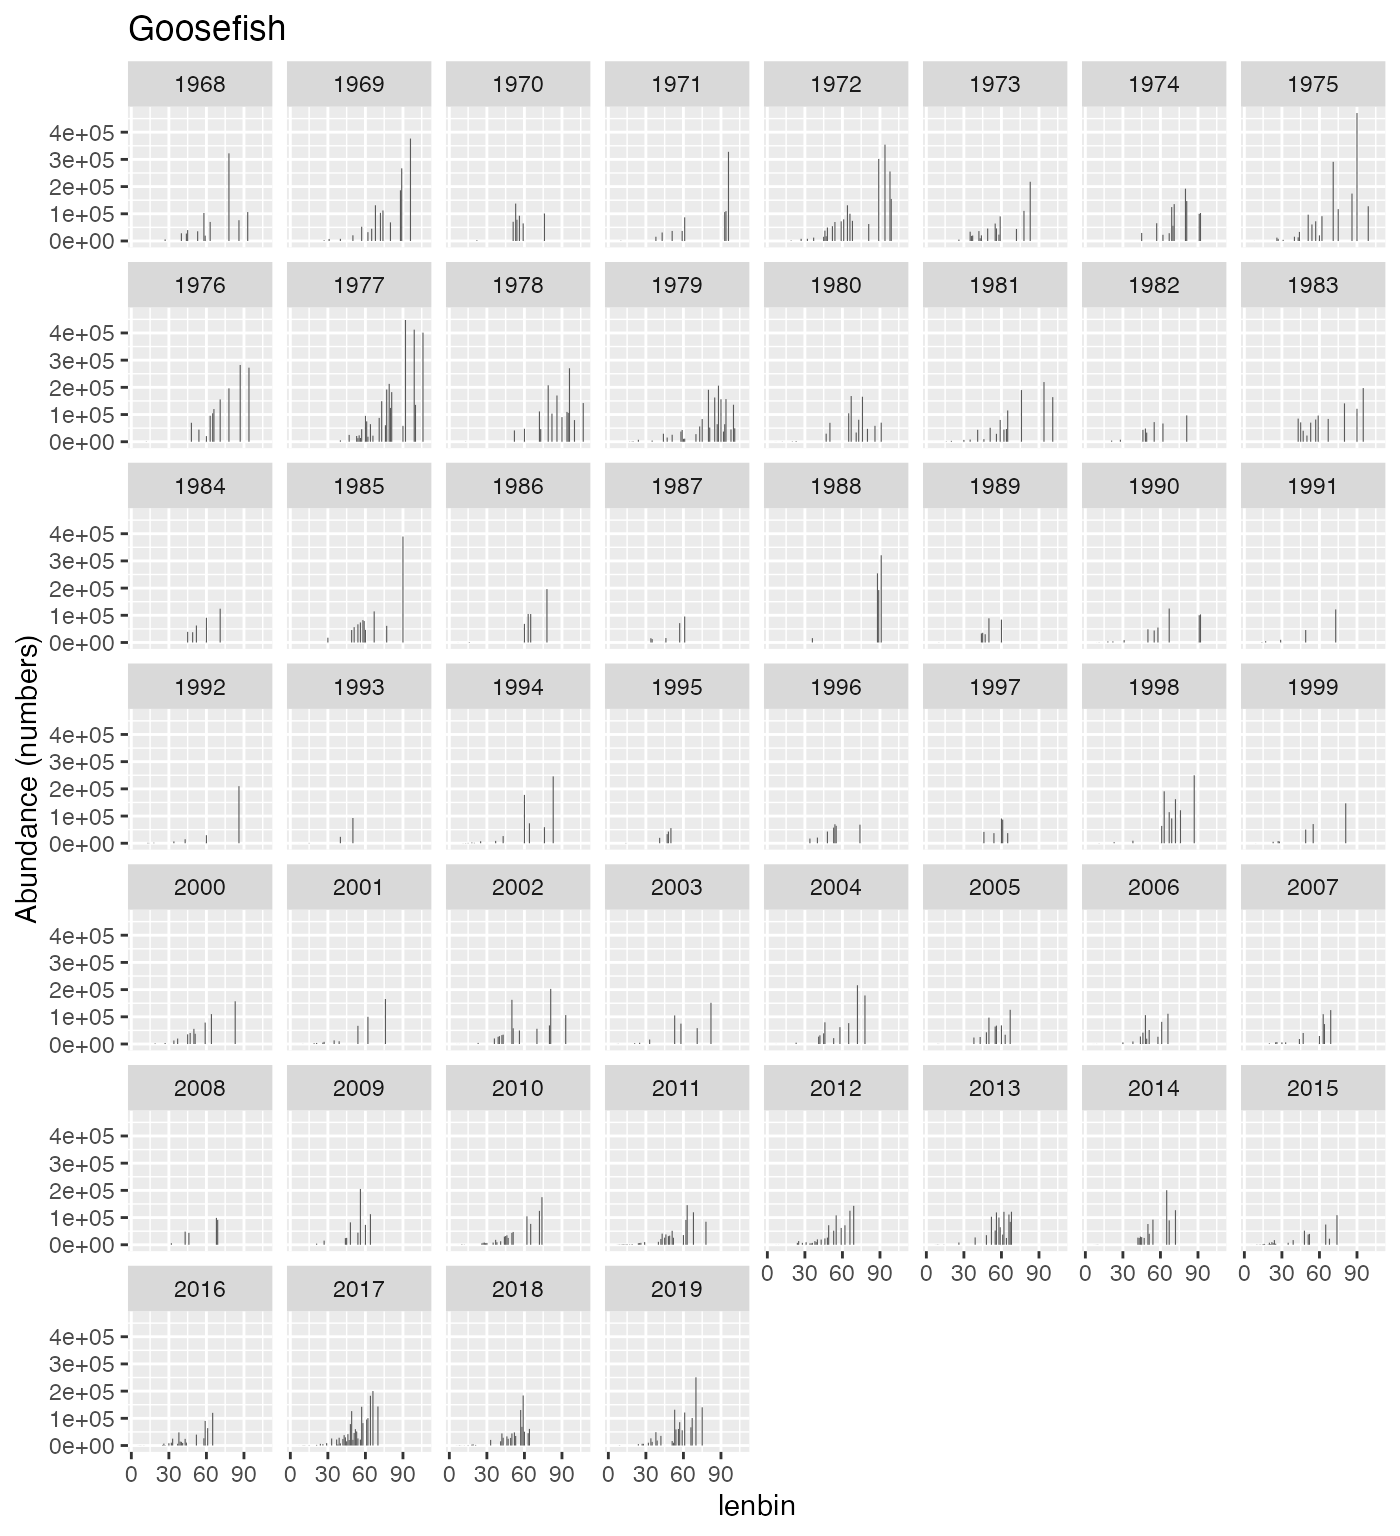 Goosefish
1968 1969 1970 1971 1972 1973 1974 1975
4e+05
3e+05
2e+05
1e+05
0e+00
1976 1977 1978 1979 1980 1981 1982 1983
4e+05
3e+05
2e+05
1e+05
0e+00
1984 1985 1986 1987 1988 1989 1990 1991
4e+05
3e+05
2e+05
1e+05
0e+00
1992 1993 1994 1995 1996 1997 1998 1999
4e+05
3e+05
2e+05
1e+05
0e+00
Abundance (numbers)
2000 2001 2002 2003 2004 2005 2006 2007
4e+05
3e+05
2e+05
1e+05
0e+00
2008 2009 2010 2011 2012 2013 2014 2015
4e+05
3e+05
2e+05
1e+05
0e+00
0 30 60 90 0 30 60 90 0 30 60 90 0 30 60 90
2016 2017 2018 2019
4e+05
3e+05
2e+05
1e+05
0e+00
0 30 60 90 0 30 60 90 0 30 60 90 0 30 60 90
lenbin